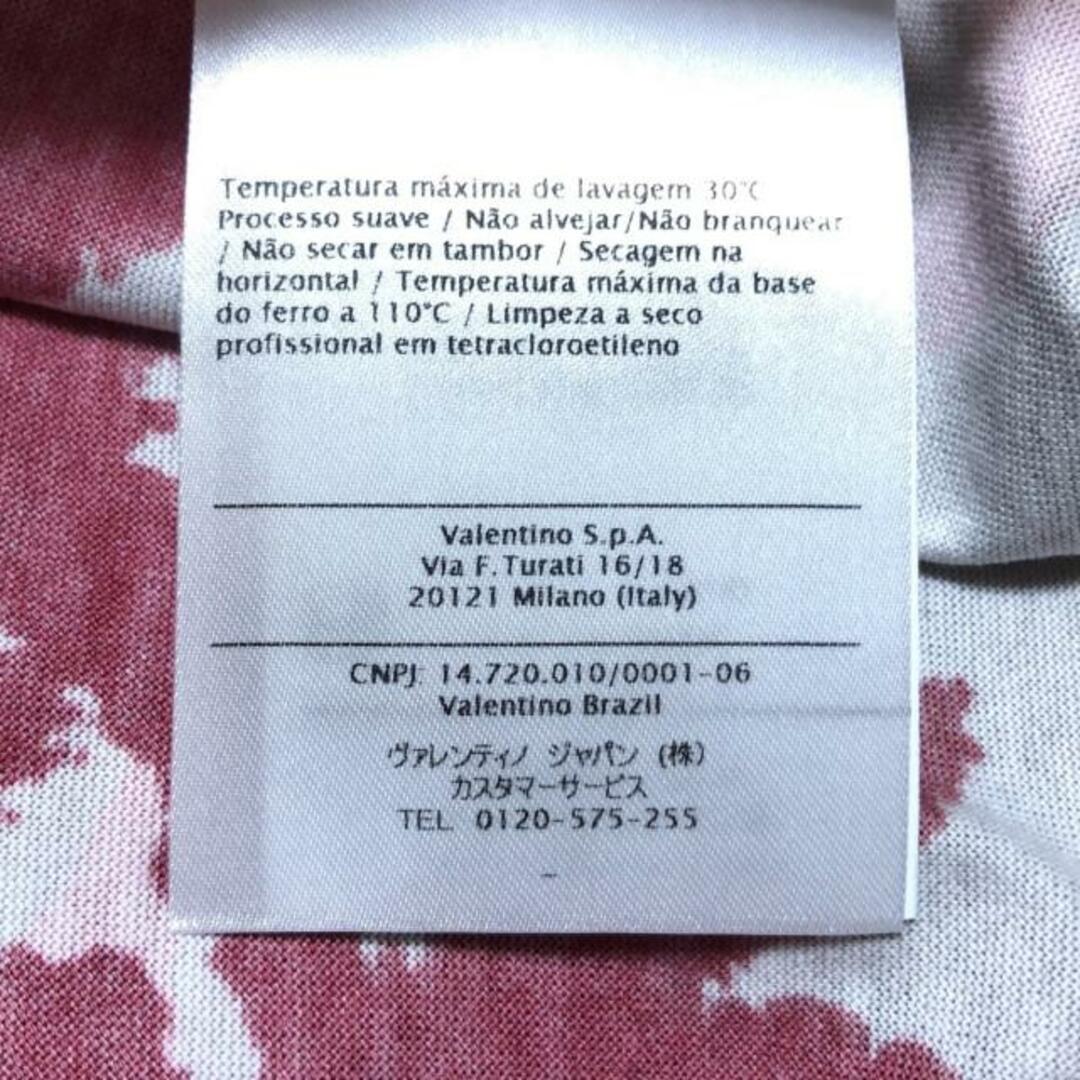 Temperatura máxima de lavagem 30°C
Processo suave / Não alvejar/Não branquear
/ Não secar em tambor / Secagem na
horizontal / Temperatura máxima da base
do ferro a 110°C / Limpeza a seco
profissional em tetracloroetileno
Valentino S.p.A.
Via F. Turati 16/18
20121 Milano (Italy)
CNPJ: 14.720.010/0001-06
Valentino Brazil
ヴァレンティノ ジャパン (株)
カスタマーサービス
TEL 0120-575-255
-